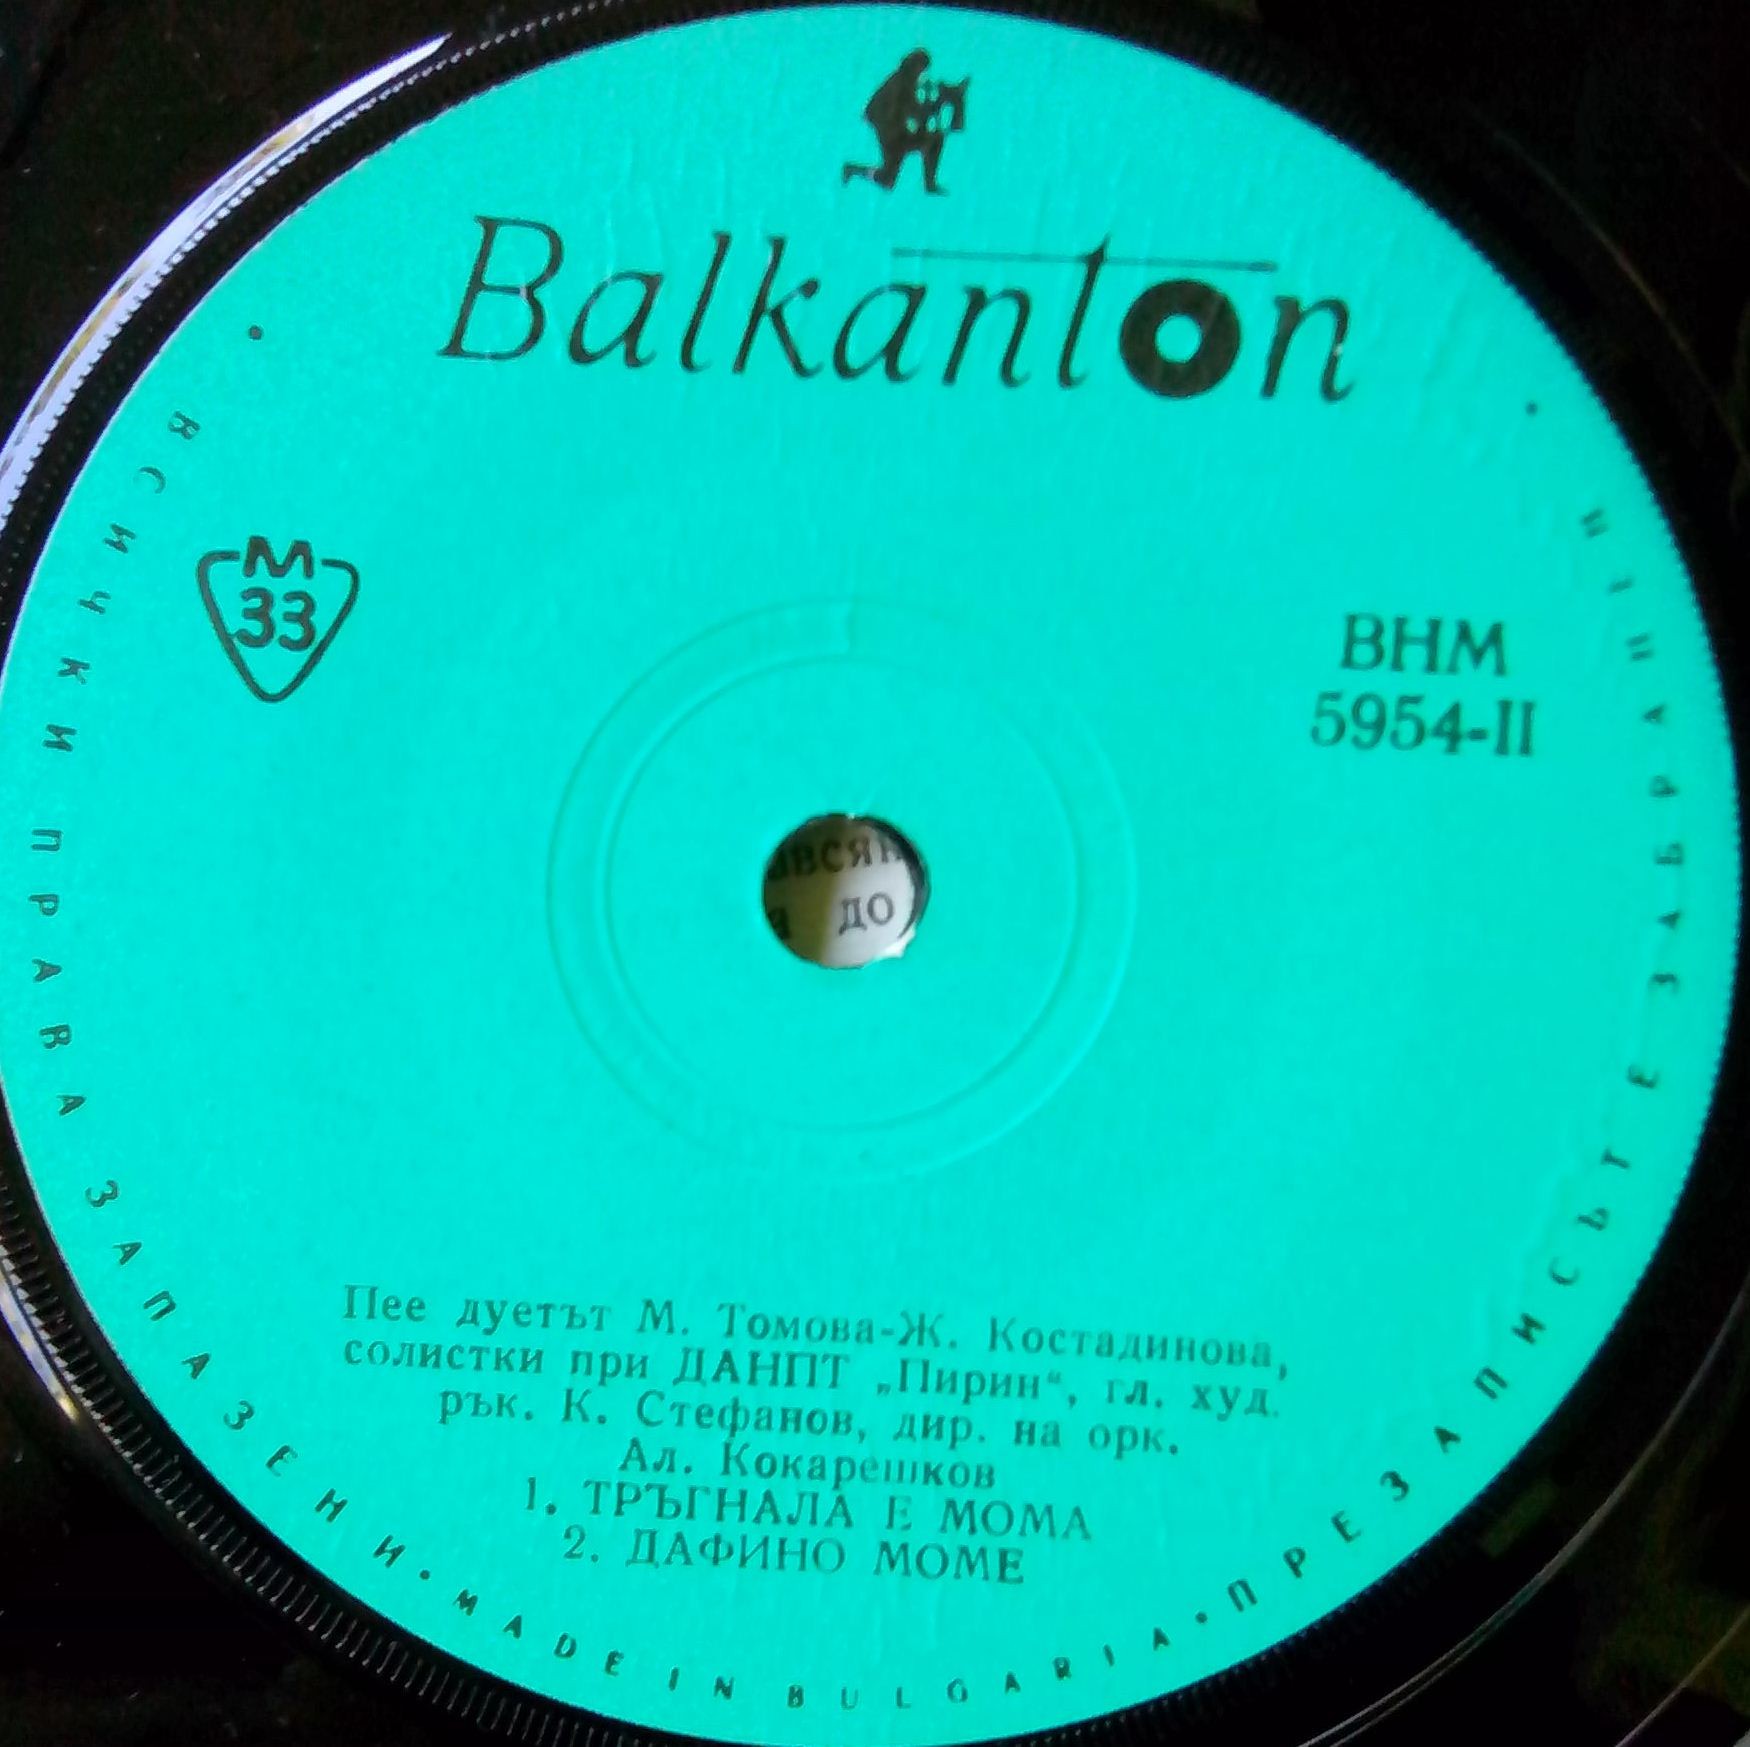 Balkanton
М
33
ВНМ
5954-II
до
Пее дуетът М. Томова-Ж. Костадинова,
солистки при ДАНПТ „Пирин“, гл. худ.
рък. К. Стефанов, дир. на орк.
Ал. Кокарешков
1. ТРЪГНАЛА Е МОМА
2. ДАФИНО МОМЕ
• ВСИЧКИ ПРАВА ЗАПАЗЕНИ • MADE IN BULGARIA • ПРЕЗАПИСЪТ Е ЗАБРАНЕН •